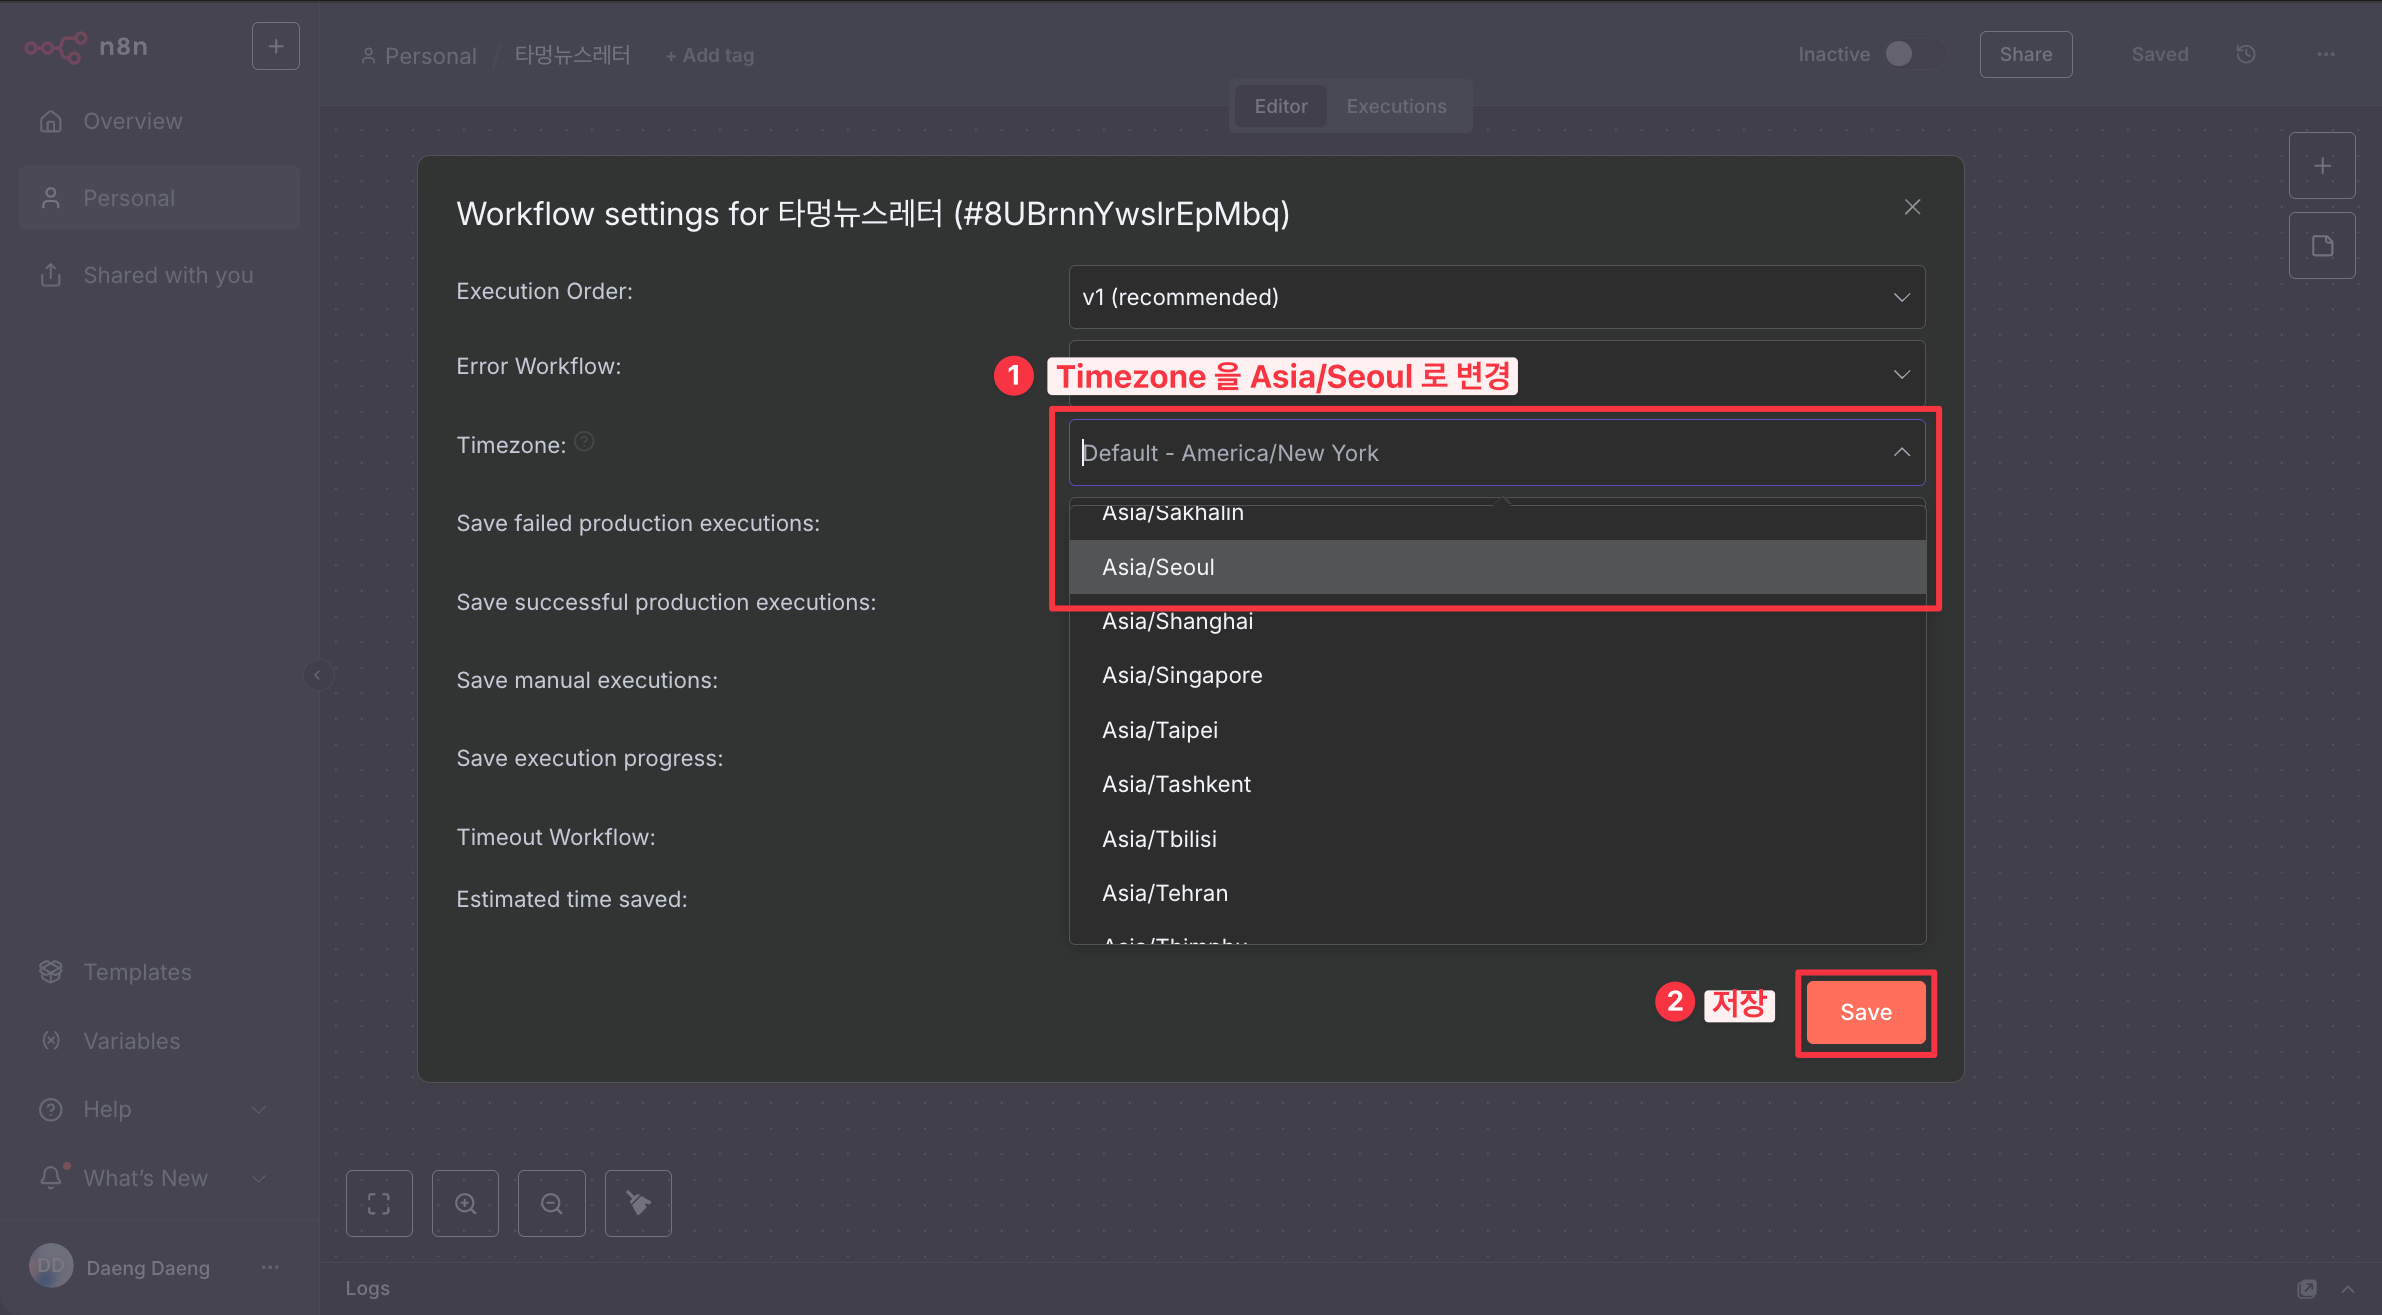 n8n
Personal / 타멍뉴스레터 + Add tag
Inactive
Share
Saved
Editor
Executions
Overview
Personal
Shared with you
Workflow settings for 타멍뉴스레터 (#8UBrnnYwsIrEpMbq)
Execution Order:
v1 (recommended)
Error Workflow:
1 Timezone 을 Asia/Seoul 로 변경
Timezone:
Default - America/New York
Asia/Sakhalin
Save failed production executions:
Asia/Seoul
Save successful production executions:
Asia/Shanghai
Save manual executions:
Asia/Singapore
Asia/Taipei
Save execution progress:
Asia/Tashkent
Timeout Workflow:
Asia/Tbilisi
Estimated time saved:
Asia/Tehran
Asia/Thimphu
2 저장
Save
Templates
Variables
Help
What's New
DD Daeng Daeng
Logs